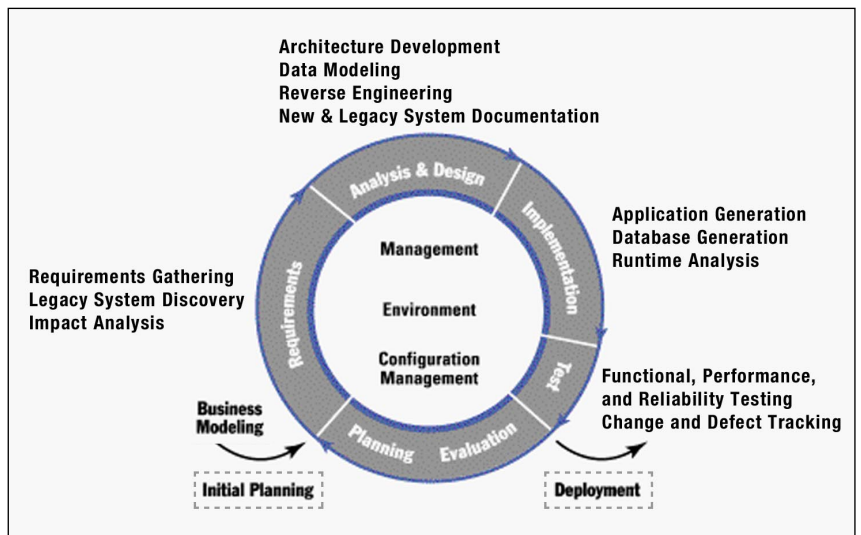 Architecture Development
Data Modeling
Reverse Engineering
New & Legacy System Documentation
Analysis & Design
Implementation
Application Generation
Database Generation
Runtime Analysis
Management
Requirements Gathering
Legacy System Discovery
Impact Analysis
Requirements
Environment
Configuration
Management
Test
Functional, Performance,
and Reliability Testing
Change and Defect Tracking
Business
Modeling
Planning
Evaluation
Initial Planning
Deployment